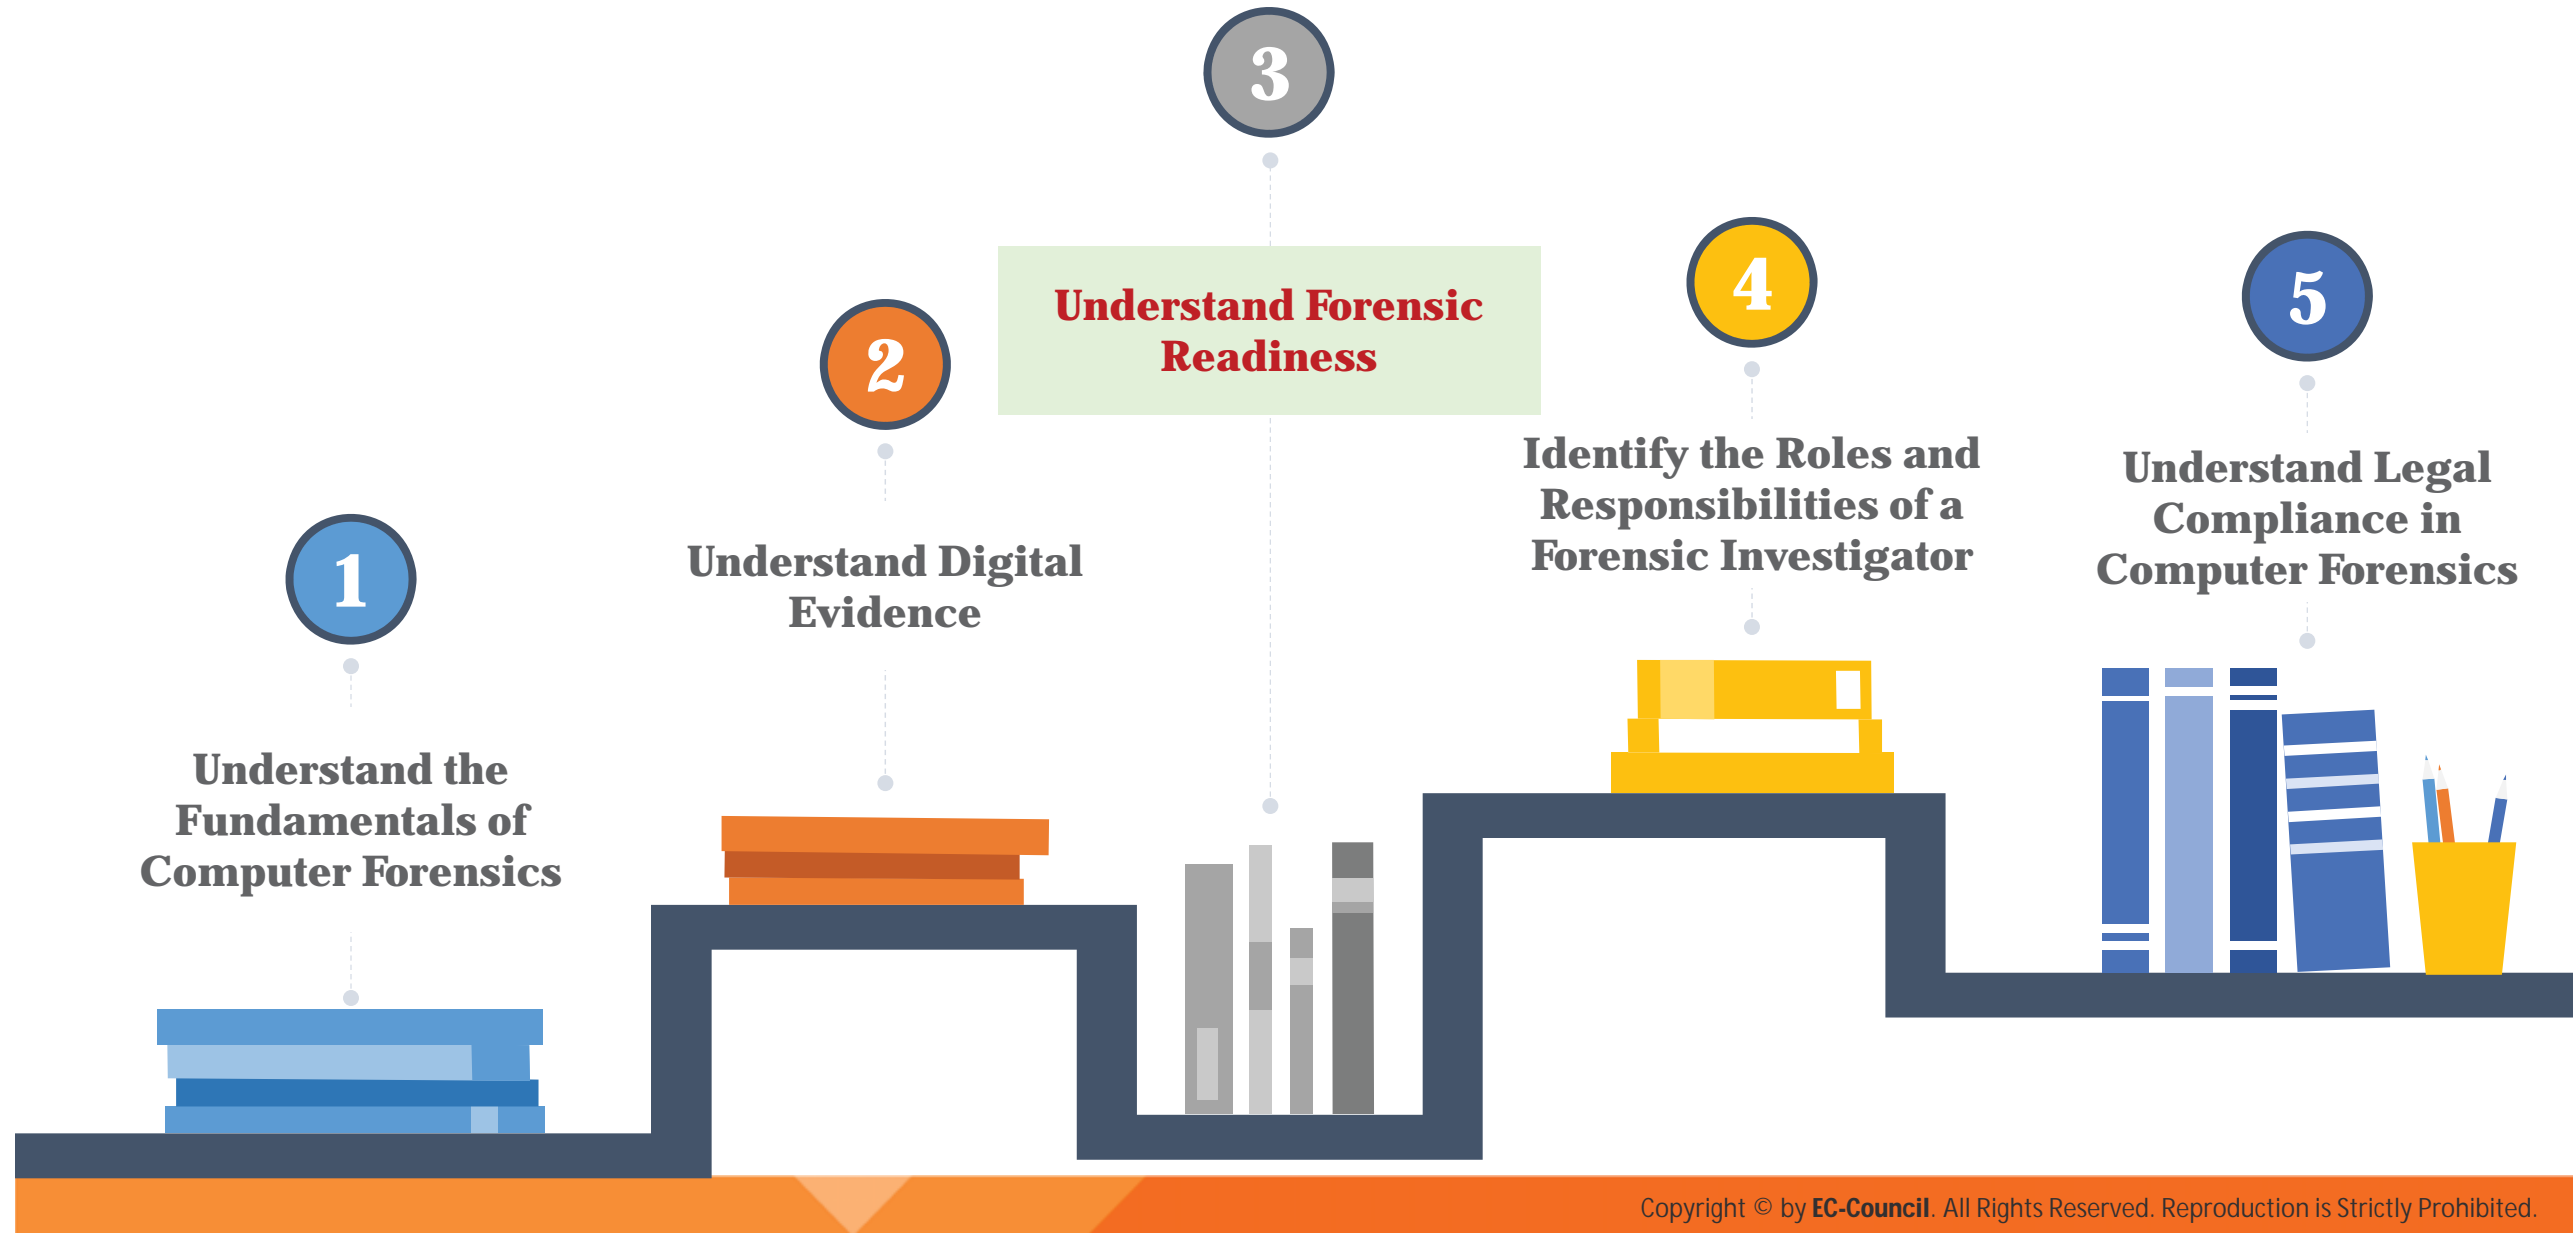 1
Understand the
Fundamentals of
Computer Forensics
2
Understand Digital
Evidence
3
Understand Forensic
Readiness
4
Identify the Roles and
Responsibilities of a
Forensic Investigator
5
Understand Legal
Compliance in
Computer Forensics
Copyright © by EC-Council. All Rights Reserved. Reproduction is Strictly Prohibited.